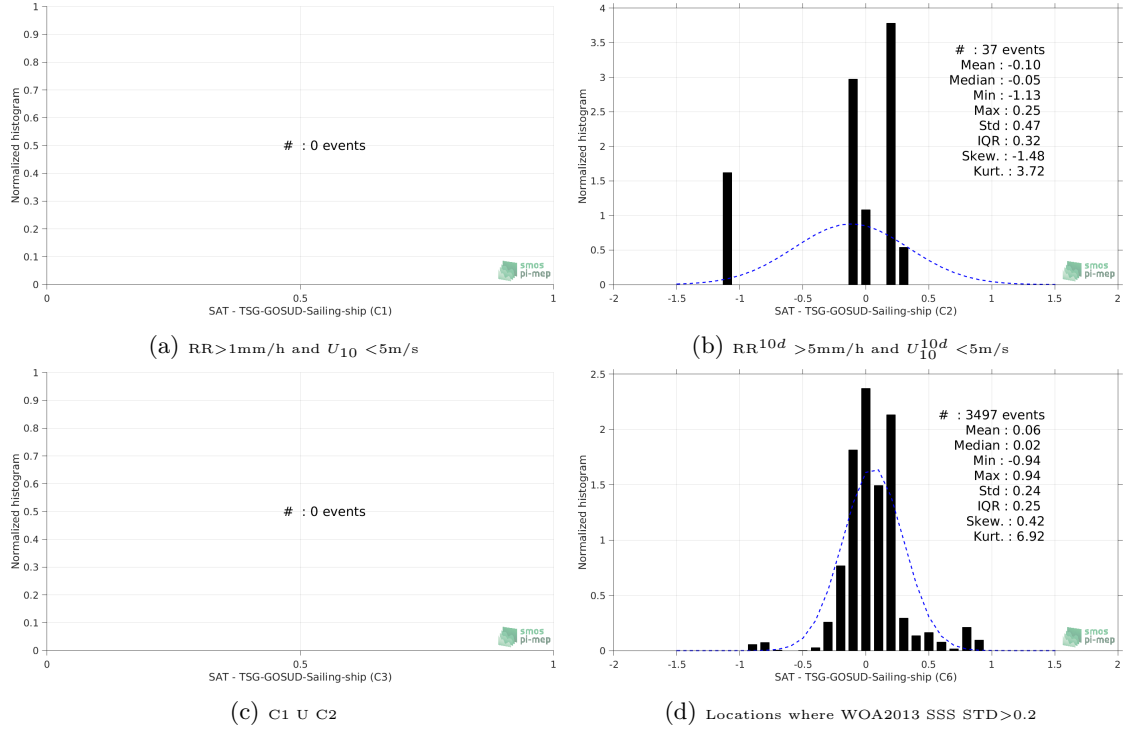 1
0.9
0.8
0.7
0.6
0.5
0.4
0.3
0.2
0.1
0
Normalized histogram
# : 0 events
smos
pi-mep
0 0.5 1
SAT - TSG-GOSUD-Sailing-ship (C1)
(a) RR>1mm/h and U10 <5m/s
4
3.5
3
2.5
2
1.5
1
0.5
0
Normalized histogram
# : 37 events
Mean : -0.10
Median : -0.05
Min : -1.13
Max : 0.25
Std : 0.47
IQR : 0.32
Skew. : -1.48
Kurt. : 3.72
smos
pi-mep
-2 -1.5 -1 -0.5 0 0.5 1 1.5 2
SAT - TSG-GOSUD-Sailing-ship (C2)
(b) RR^10d >5mm/h and U10^10d <5m/s
1
0.9
0.8
0.7
0.6
0.5
0.4
0.3
0.2
0.1
0
Normalized histogram
# : 0 events
smos
pi-mep
0 0.5 1
SAT - TSG-GOSUD-Sailing-ship (C3)
(c) C1 U C2
2.5
2
1.5
1
0.5
0
Normalized histogram
# : 3497 events
Mean : 0.06
Median : 0.02
Min : -0.94
Max : 0.94
Std : 0.24
IQR : 0.25
Skew. : 0.42
Kurt. : 6.92
smos
pi-mep
-2 -1.5 -1 -0.5 0 0.5 1 1.5 2
SAT - TSG-GOSUD-Sailing-ship (C6)
(d) Locations where WOA2013 SSS STD>0.2